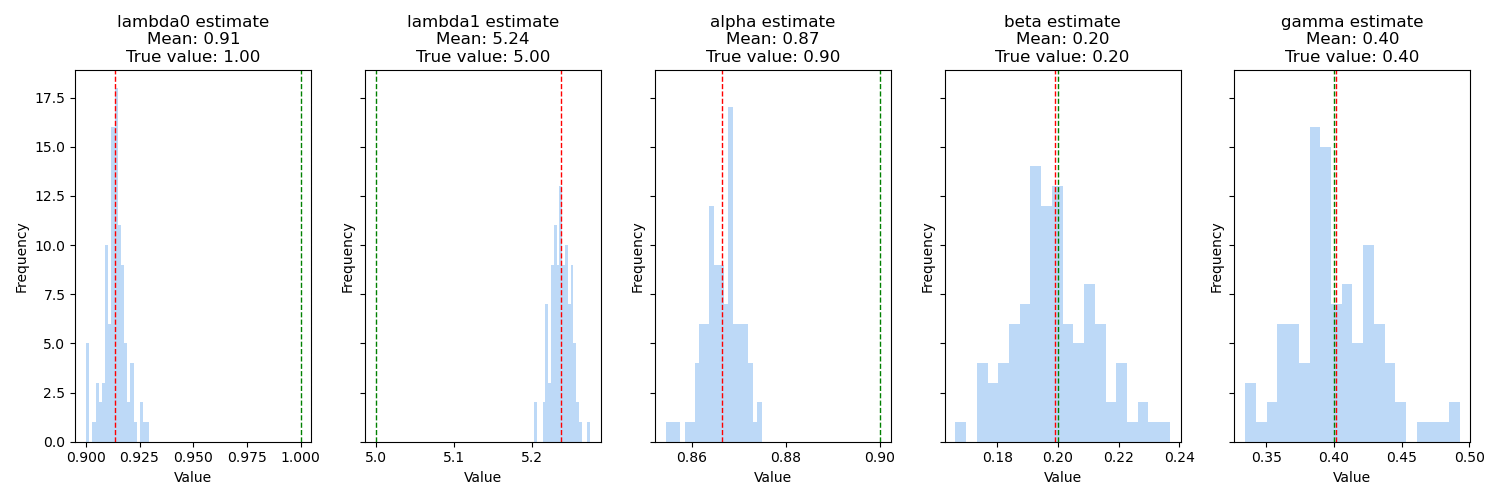 lambda0 estimate
Mean: 0.91
True value: 1.00
lambda1 estimate
Mean: 5.24
True value: 5.00
alpha estimate
Mean: 0.87
True value: 0.90
beta estimate
Mean: 0.20
True value: 0.20
gamma estimate
Mean: 0.40
True value: 0.40
17.5
15.0
12.5
10.0
7.5
5.0
2.5
0.0
Frequency
0.900 0.925 0.950 0.975 1.000
Value
Frequency
5.0 5.1 5.2
Value
Frequency
0.86 0.88 0.90
Value
Frequency
0.18 0.20 0.22 0.24
Value
Frequency
0.35 0.40 0.45 0.50
Value